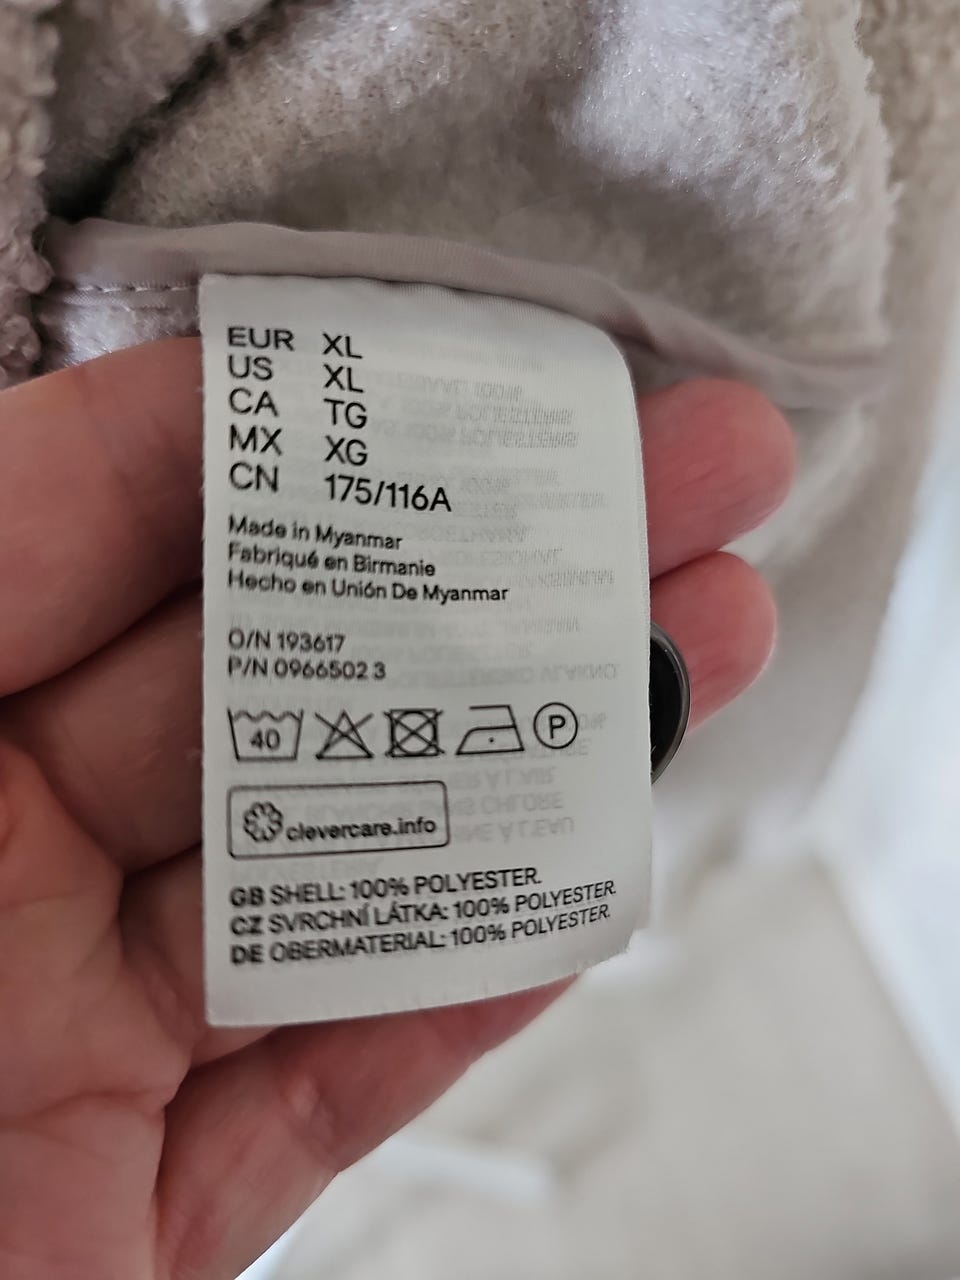 EUR XL
US XL
CA TG
MX XG
CN 175/116A
Made in Myanmar
Fabriqué en Birmanie
Hecho en Unión De Myanmar
O/N 193617
P/N 0966502 3
40 P
clevercare.info
GB SHELL: 100% POLYESTER.
CZ SVRCHNÍ LÁTKA: 100% POLYESTER.
DE OBERMATERIAL: 100% POLYESTER.